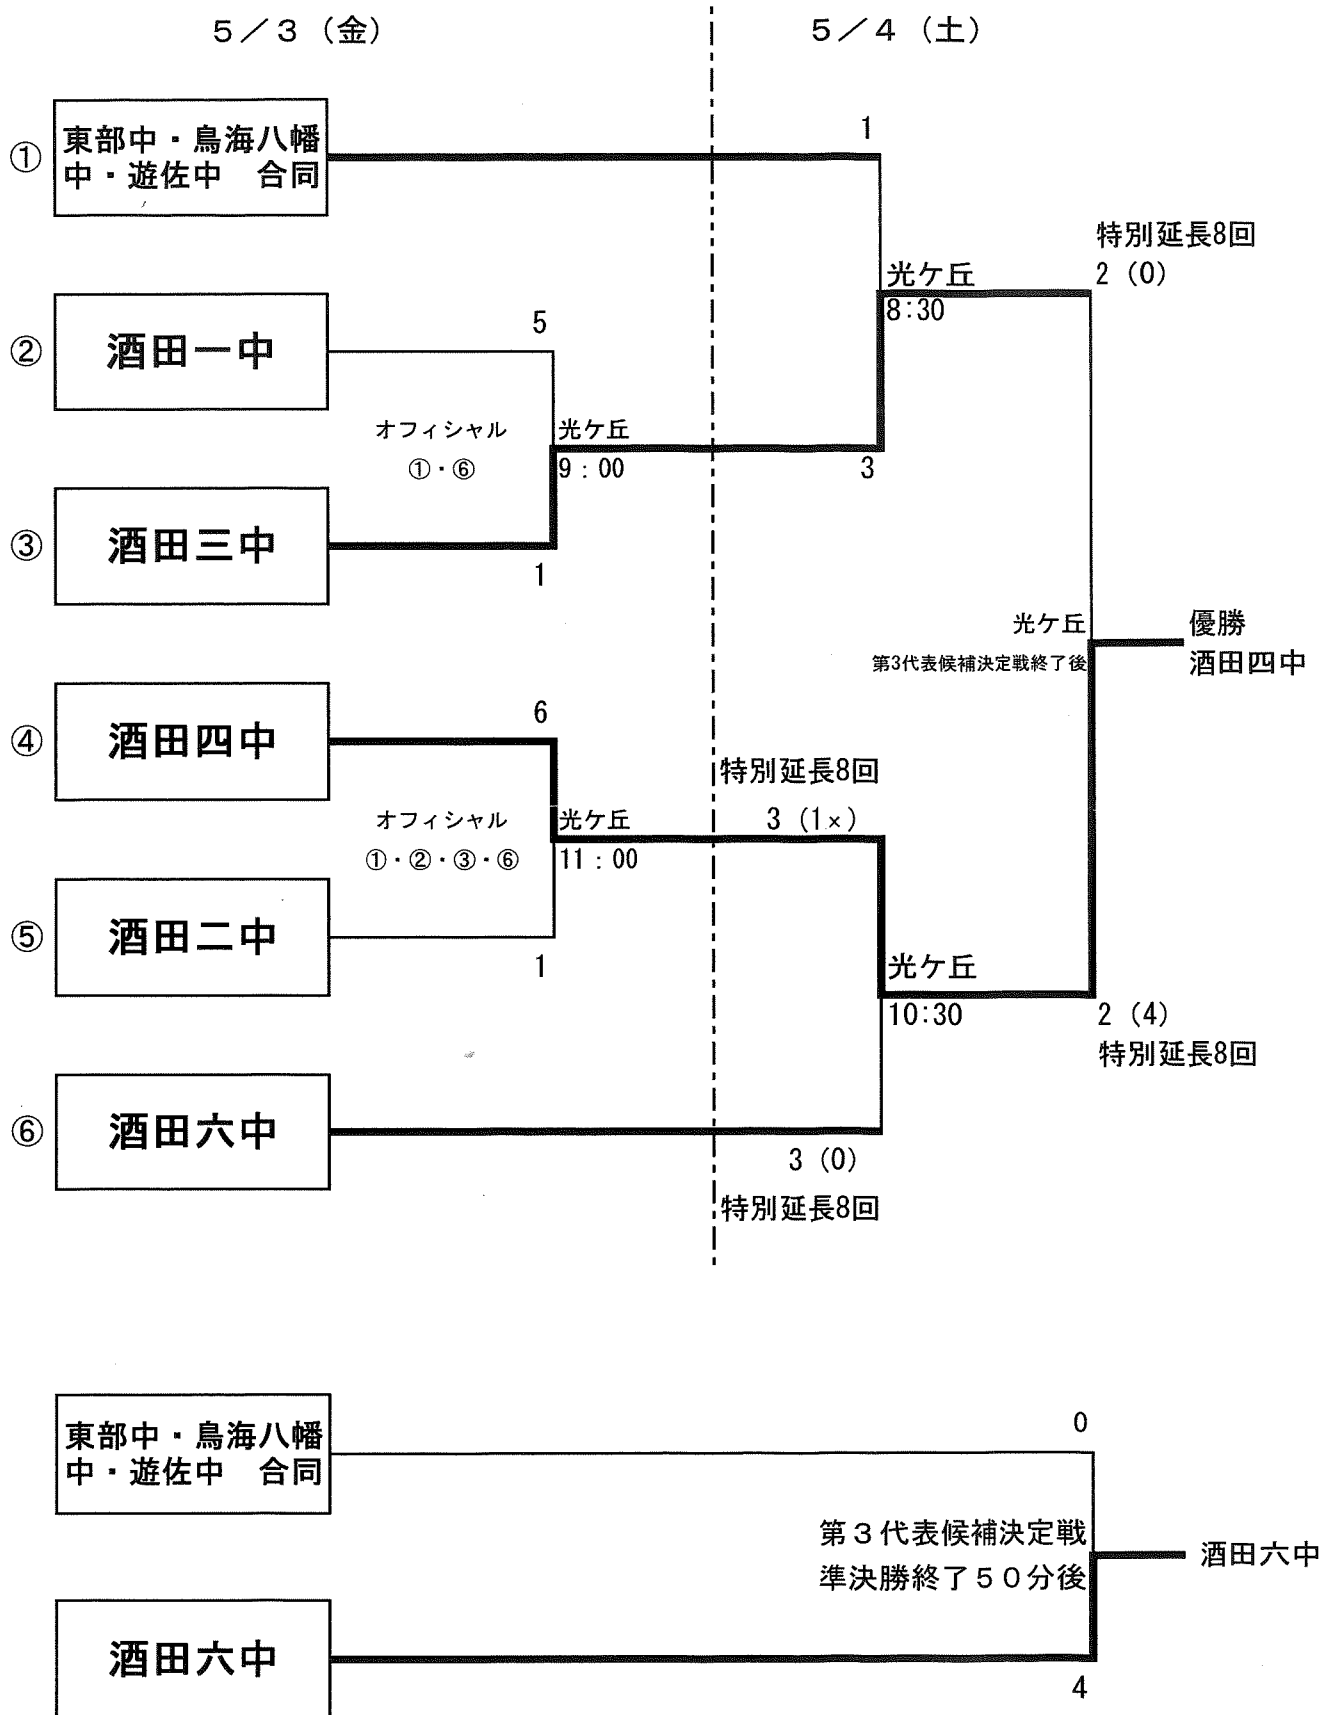 5／3（金）
5／4（土）
①
東部中・鳥海八幡
中・遊佐中　合同
1
特別延長8回
2（0）
光ケ丘
8:30
②
酒田一中
5
オフィシャル
①・⑥
光ケ丘
9：00
3
③
酒田三中
1
光ケ丘
第3代表候補決定戦終了後
優勝
酒田四中
④
酒田四中
6
特別延長8回
3（1×）
オフィシャル
①・②・③・⑥
光ケ丘
11：00
⑤
酒田二中
1
光ケ丘
10:30
2（4）
特別延長8回
⑥
酒田六中
3（0）
特別延長8回
東部中・鳥海八幡
中・遊佐中　合同
0
第３代表候補決定戦
準決勝終了５０分後
酒田六中
酒田六中
4